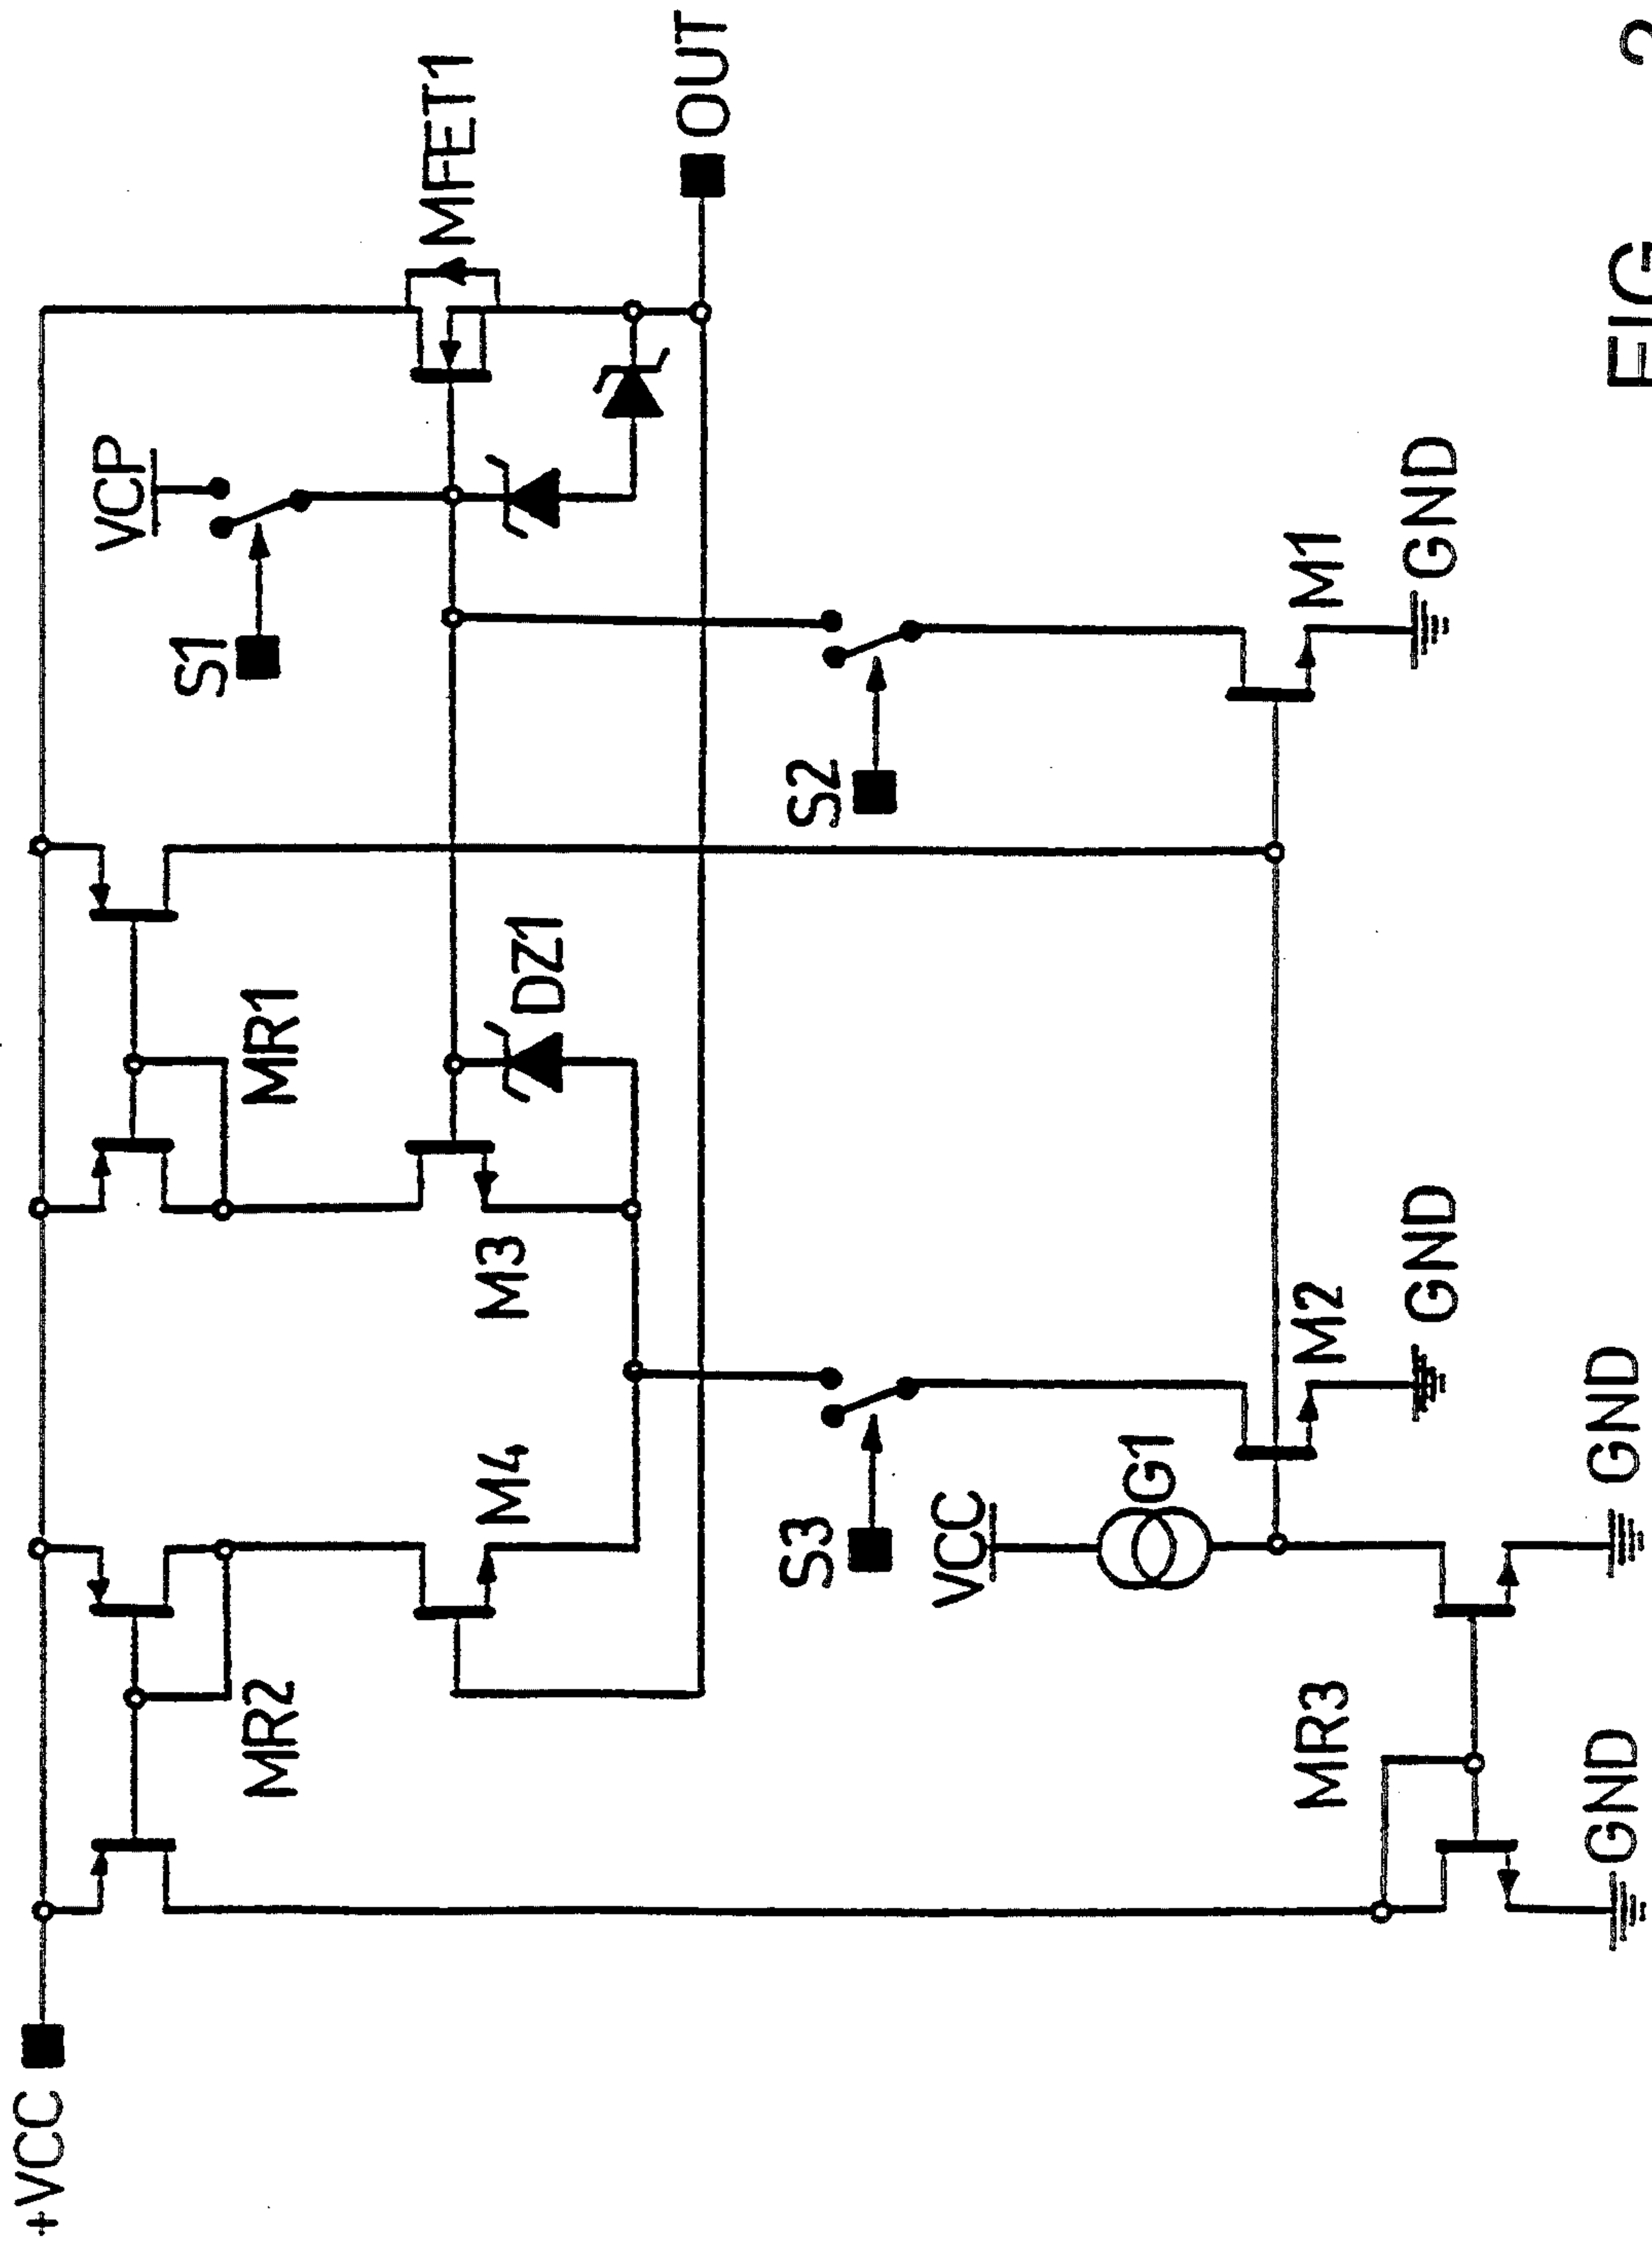 +VCC
VCP
S1
MR2
MR1
MFET1
M4
M3
DZ1
OUT
S3
S2
VCC
G1
MR3
M2
M1
GND
GND
GND
GND
FIG 2